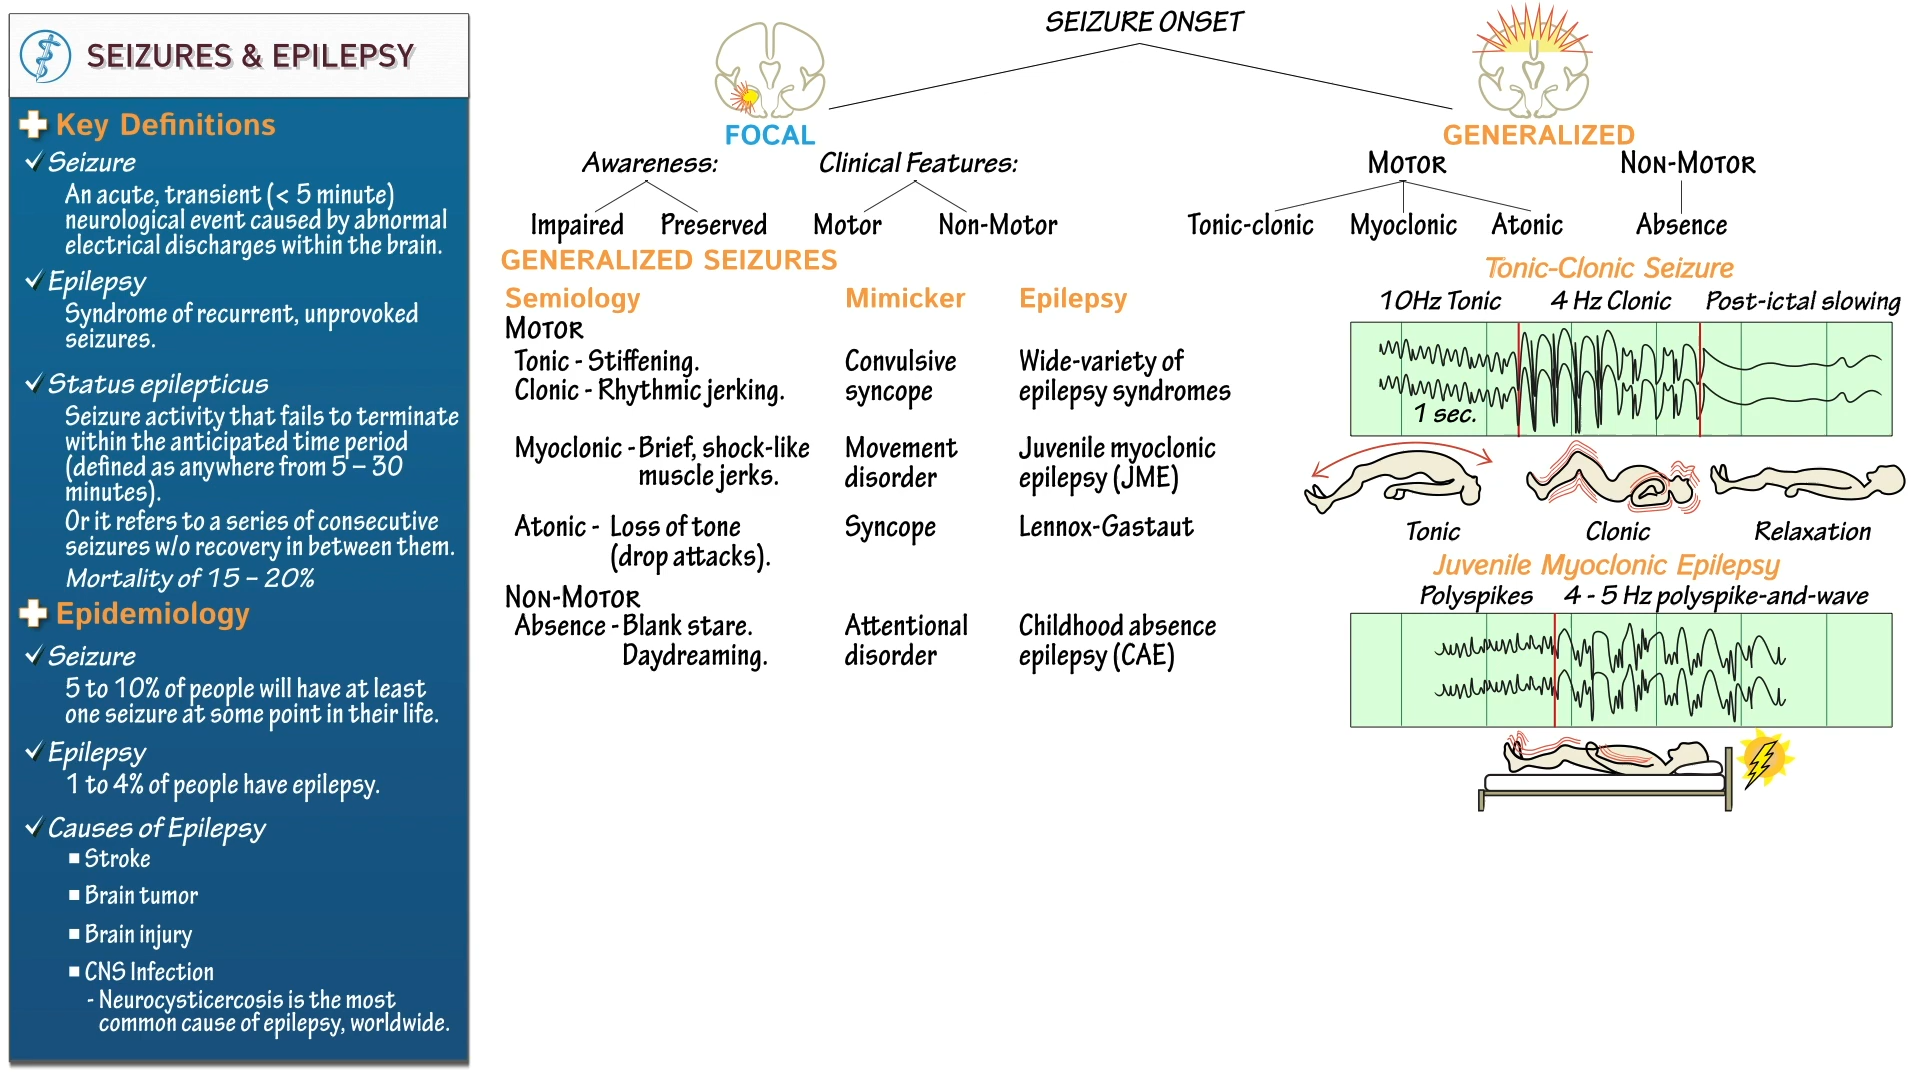 SEIZURES & EPILEPSY
Key Definitions
Seizure
An acute, transient (< 5 minute)
neurological event caused by abnormal
electrical discharges within the brain.
Epilepsy
Syndrome of recurrent, unprovoked
seizures.
Status epilepticus
Seizure activity that fails to terminate
within the anticipated time period
(defined as anywhere from 5 – 30
minutes).
Or it refers to a series of consecutive
seizures w/o recovery in between them.
Mortality of 15 – 20%
Epidemiology
Seizure
5 to 10% of people will have at least
one seizure at some point in their life.
Epilepsy
1 to 4% of people have epilepsy.
Causes of Epilepsy
Stroke
Brain tumor
Brain injury
CNS Infection
- Neurocysticercosis is the most
common cause of epilepsy, worldwide.
SEIZURE ONSET
FOCAL
Awareness: Clinical Features:
Impaired Preserved Motor Non-Motor
GENERALIZED
MOTOR NON-MOTOR
Tonic-clonic Myoclonic Atonic Absence
GENERALIZED SEIZURES
Semiology Mimicker Epilepsy
MOTOR
Tonic - Stiffening. Convulsive Wide-variety of
Clonic - Rhythmic jerking. syncope epilepsy syndromes
Myoclonic - Brief, shock-like Movement Juvenile myoclonic
muscle jerks. disorder epilepsy (JME)
Atonic - Loss of tone Syncope Lennox-Gastaut
(drop attacks).
NON-MOTOR
Absence - Blank stare. Attentional Childhood absence
Daydreaming. disorder epilepsy (CAE)
Tonic-Clonic Seizure
10Hz Tonic 4 Hz Clonic Post-ictal slowing
1 sec.
Tonic Clonic Relaxation
Juvenile Myoclonic Epilepsy
Polyspikes 4 - 5 Hz polyspike-and-wave